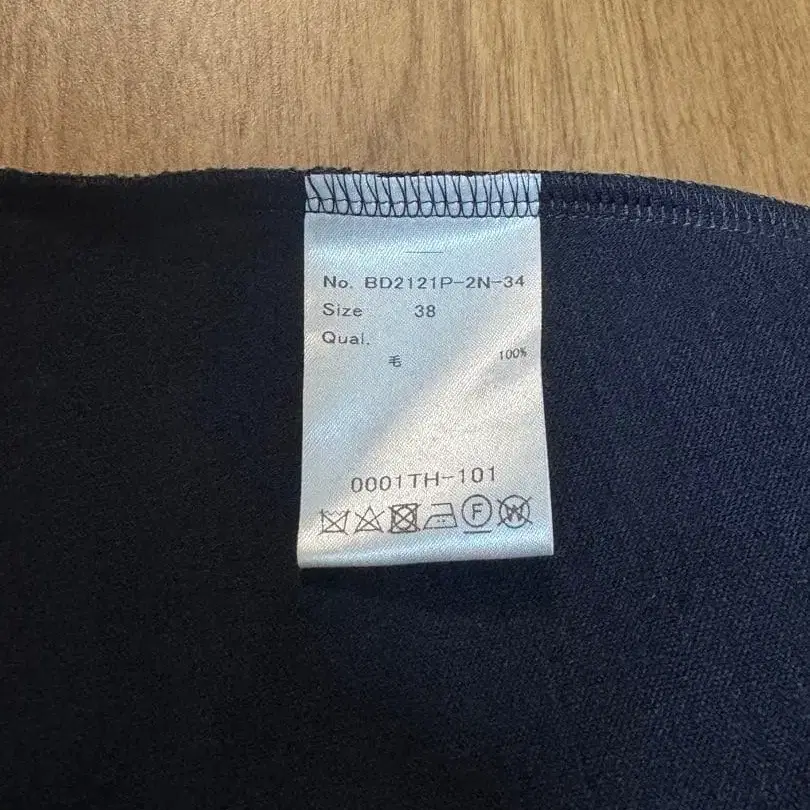 No. BD2121P-2N-34
Size 38
Qual.
毛 100%
0001TH-101
F W